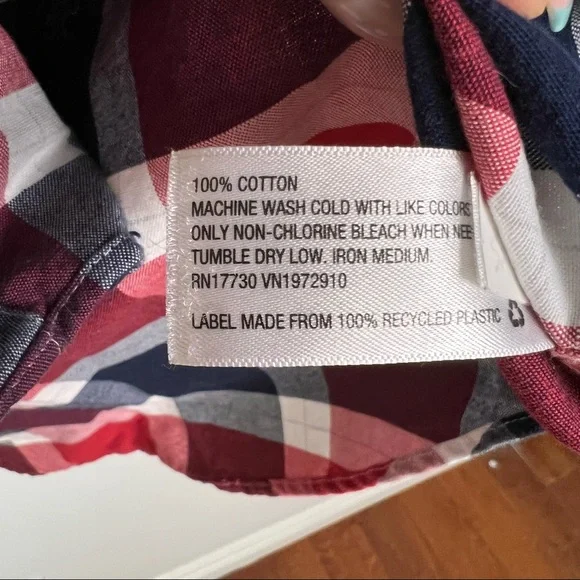 100% COTTON
MACHINE WASH COLD WITH LIKE COLORS
ONLY NON-CHLORINE BLEACH WHEN
TUMBLE DRY LOW. IRON MEDIUM.
RN17730 VN1972910
LABEL MADE FROM 100% RECYCLED PLASTIC